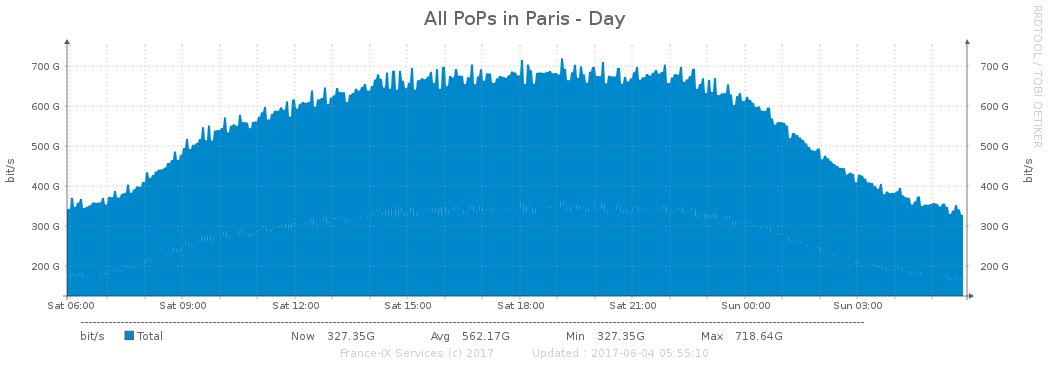 All PoPs in Paris - Day
RRDTOOL / TOBI OETIKER
bit/s
700 G
600 G
500 G
400 G
300 G
200 G
700 G
600 G
500 G
400 G
300 G
200 G
bit/s
Sat 06:00 Sat 09:00 Sat 12:00 Sat 15:00 Sat 18:00 Sat 21:00 Sun 00:00 Sun 03:00
bit/s Total Now 327.35G Avg 562.17G Min 327.35G Max 718.64G
France-IX Services (c) 2017 Updated : 2017-06-04 05:55:10